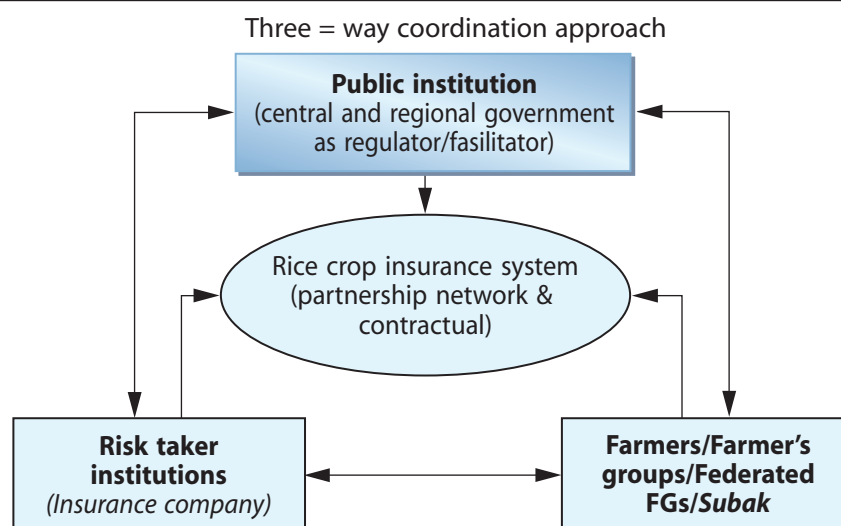 Three = way coordination approach
Public institution
(central and regional government
as regulator/fasilitator)
Rice crop insurance system
(partnership network &
contractual)
Risk taker
institutions
(Insurance company)
Farmers/Farmer’s
groups/Federated
FGs/Subak